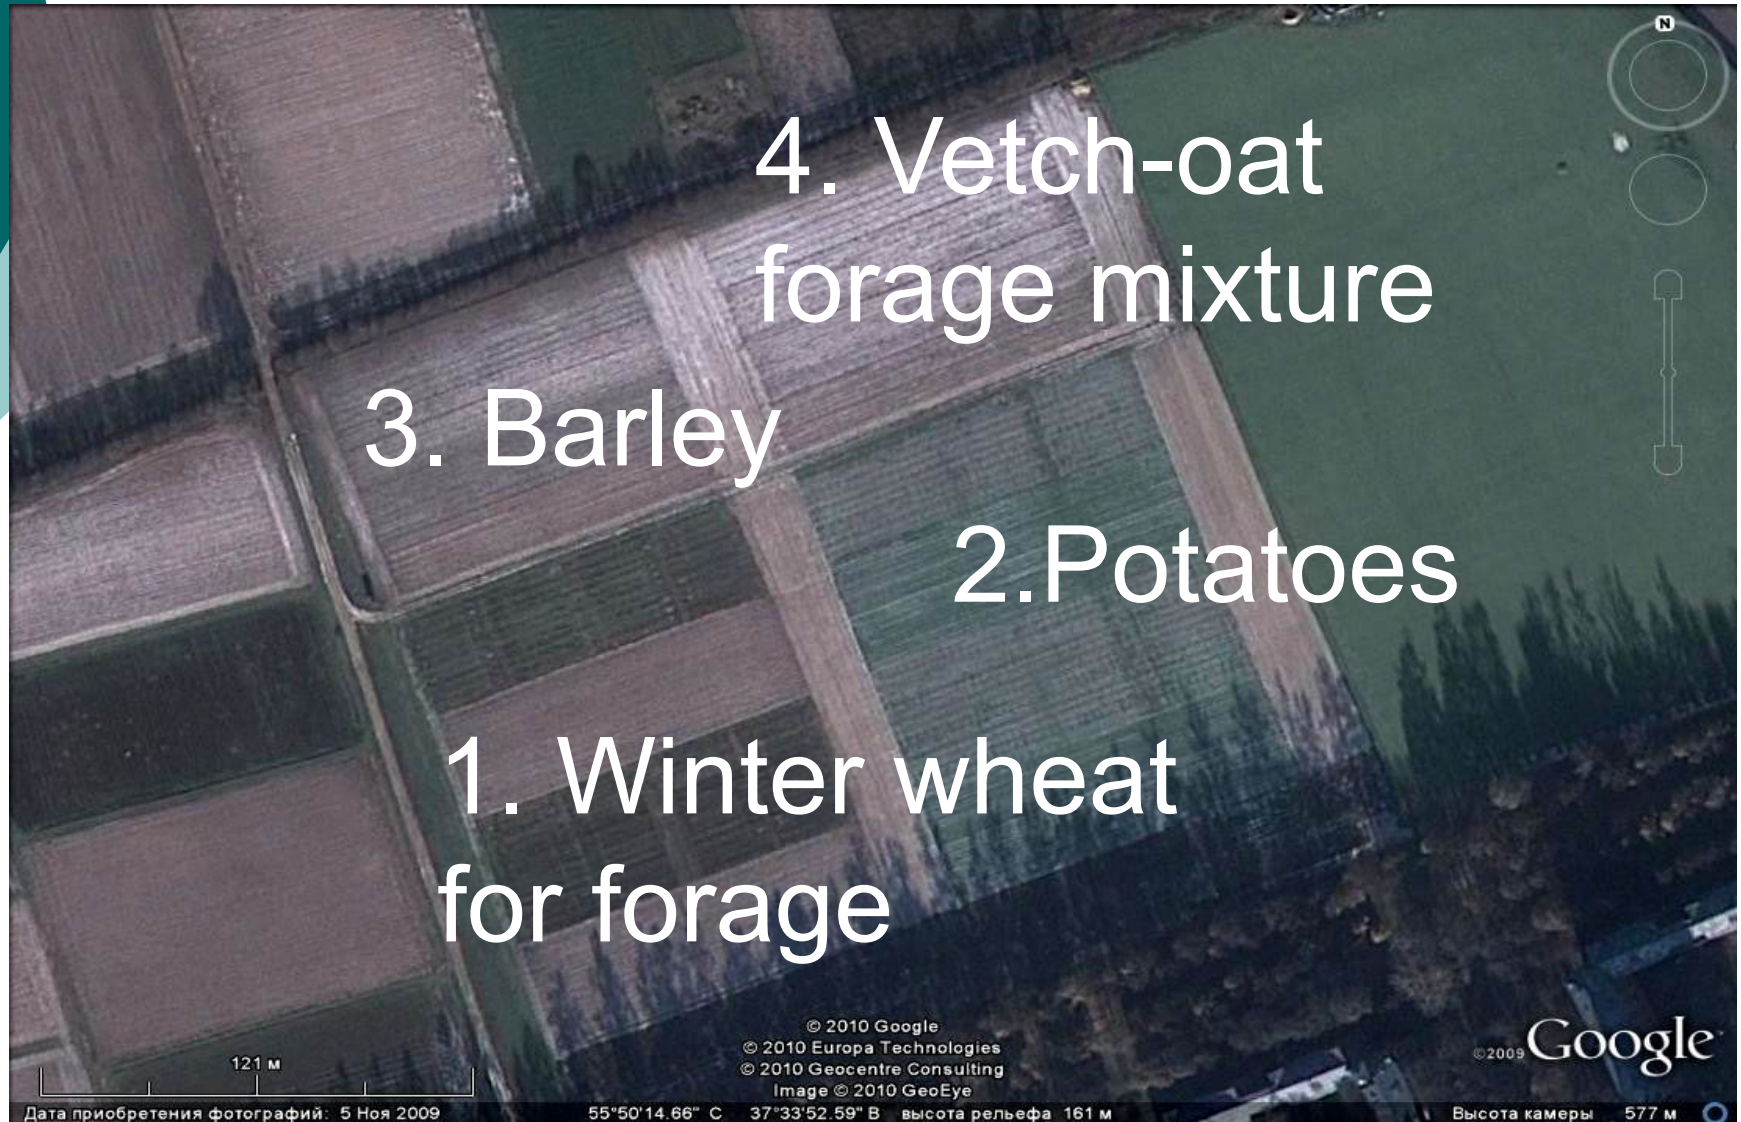 N
4. Vetch-oat
forage mixture
3. Barley
2.Potatoes
1. Winter wheat
for forage
© 2010 Google
© 2010 Europa Technologies
© 2010 Geocentre Consulting
Image © 2010 GeoEye
©2009 Google
121 м
Дата приобретения фотографий: 5 Ноя 2009
55°50'14.66" С 37°33'52.59" В высота рельефа 161 м
Высота камеры 577 м